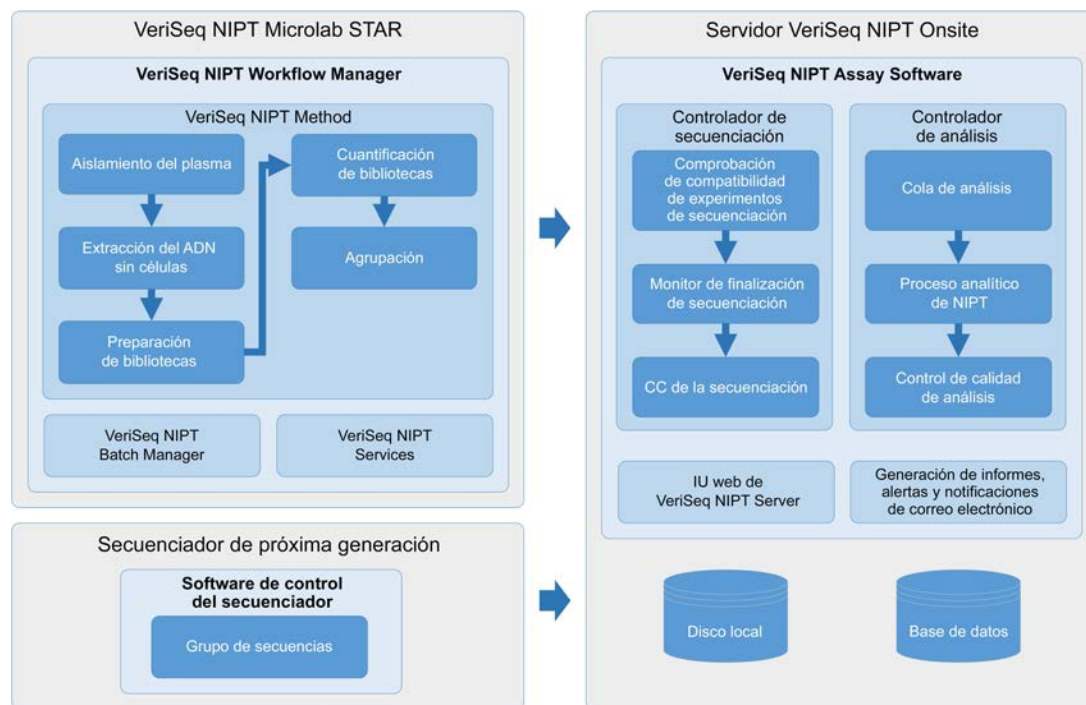 VeriSeq NIPT Microlab STAR
VeriSeq NIPT Workflow Manager
VeriSeq NIPT Method
Aislamiento del plasma
Extracción del ADN
sin células
Preparación
de bibliotecas
Cuantificación
de bibliotecas
Agrupación
VeriSeq NIPT
Batch Manager
VeriSeq NIPT
Services
Secuenciador de próxima generación
Software de control
del secuenciador
Grupo de secuencias
Servidor VeriSeq NIPT Onsite
VeriSeq NIPT Assay Software
Controlador de
secuenciación
Comprobación
de compatibilidad
de experimentos
de secuenciación
Monitor de finalización
de secuenciación
CC de la secuenciación
Controlador
de análisis
Cola de análisis
Proceso analítico
de NIPT
Control de calidad
de análisis
IU web de
VeriSeq NIPT Server
Generación de informes,
alertas y notificaciones
de correo electrónico
Disco local
Base de datos